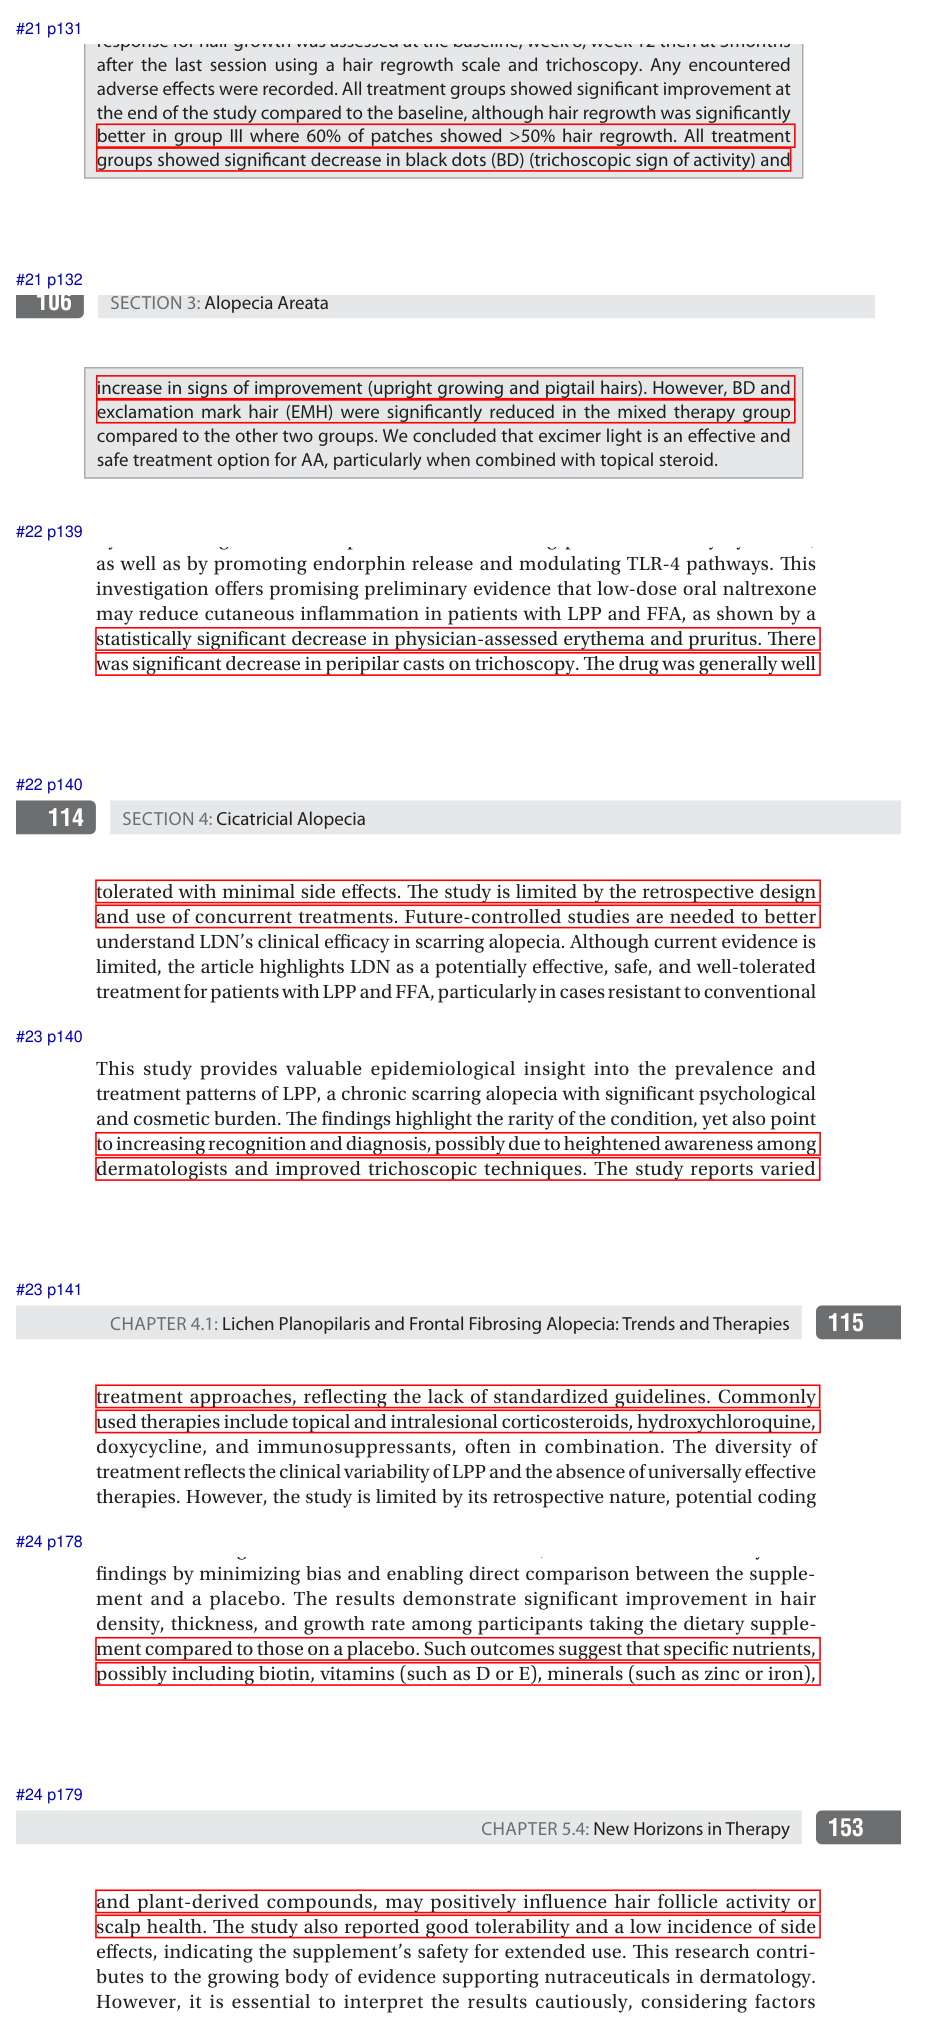 #21 p131
response for hair growth was assessed at the baseline, week 6, week 12 then at 3months
after the last session using a hair regrowth scale and trichoscopy. Any encountered
adverse effects were recorded. All treatment groups showed significant improvement at
the end of the study compared to the baseline, although hair regrowth was significantly
better in group III where 60% of patches showed >50% hair regrowth. All treatment
groups showed significant decrease in black dots (BD) (trichoscopic sign of activity) and
#21 p132
106 SECTION 3: Alopecia Areata
increase in signs of improvement (upright growing and pigtail hairs). However, BD and
exclamation mark hair (EMH) were significantly reduced in the mixed therapy group
compared to the other two groups. We concluded that excimer light is an effective and
safe treatment option for AA, particularly when combined with topical steroid.
#22 p139
as well as by promoting endorphin release and modulating TLR-4 pathways. This
investigation offers promising preliminary evidence that low-dose oral naltrexone
may reduce cutaneous inflammation in patients with LPP and FFA, as shown by a
statistically significant decrease in physician-assessed erythema and pruritus. There
was significant decrease in peripilar casts on trichoscopy. The drug was generally well
#22 p140
114 SECTION 4: Cicatricial Alopecia
tolerated with minimal side effects. The study is limited by the retrospective design
and use of concurrent treatments. Future-controlled studies are needed to better
understand LDN's clinical efficacy in scarring alopecia. Although current evidence is
limited, the article highlights LDN as a potentially effective, safe, and well-tolerated
treatment for patients with LPP and FFA, particularly in cases resistant to conventional
#23 p140
This study provides valuable epidemiological insight into the prevalence and
treatment patterns of LPP, a chronic scarring alopecia with significant psychological
and cosmetic burden. The findings highlight the rarity of the condition, yet also point
to increasing recognition and diagnosis, possibly due to heightened awareness among
dermatologists and improved trichoscopic techniques. The study reports varied
#23 p141
CHAPTER 4.1: Lichen Planopilaris and Frontal Fibrosing Alopecia: Trends and Therapies 115
treatment approaches, reflecting the lack of standardized guidelines. Commonly
used therapies include topical and intralesional corticosteroids, hydroxychloroquine,
doxycycline, and immunosuppressants, often in combination. The diversity of
treatment reflects the clinical variability of LPP and the absence of universally effective
therapies. However, the study is limited by its retrospective nature, potential coding
#24 p178
findings by minimizing bias and enabling direct comparison between the supple-
ment and a placebo. The results demonstrate significant improvement in hair
density, thickness, and growth rate among participants taking the dietary supple-
ment compared to those on a placebo. Such outcomes suggest that specific nutrients,
possibly including biotin, vitamins (such as D or E), minerals (such as zinc or iron),
#24 p179
CHAPTER 5.4: New Horizons in Therapy 153
and plant-derived compounds, may positively influence hair follicle activity or
scalp health. The study also reported good tolerability and a low incidence of side
effects, indicating the supplement's safety for extended use. This research contri-
butes to the growing body of evidence supporting nutraceuticals in dermatology.
However, it is essential to interpret the results cautiously, considering factors